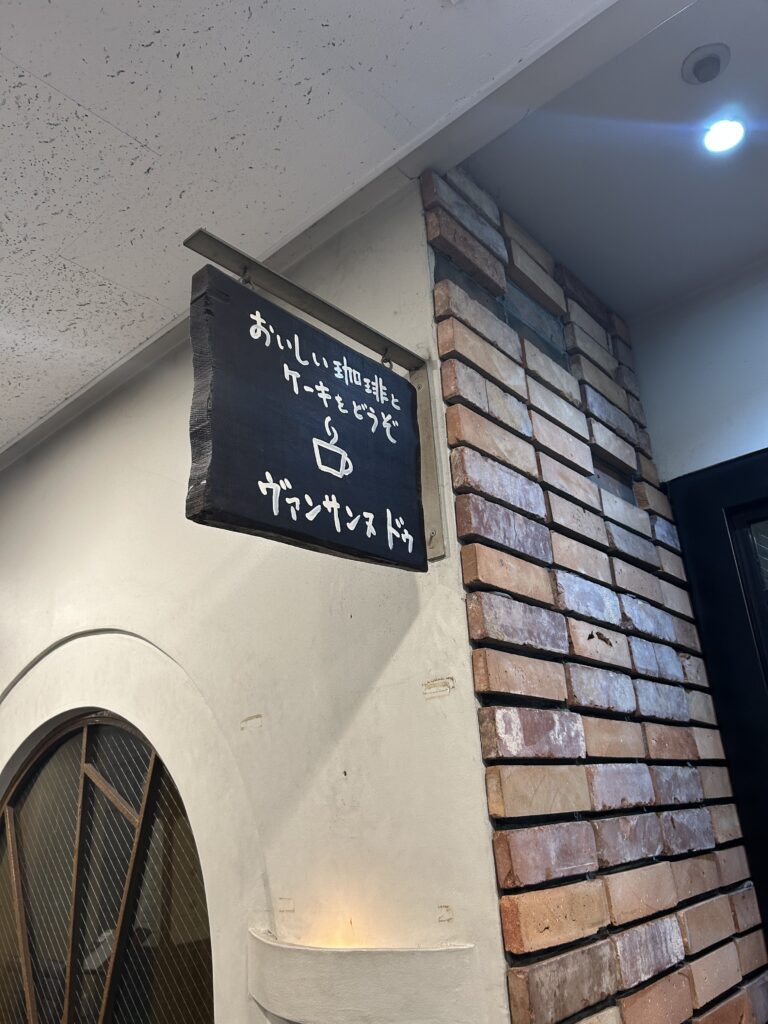 おいしい珈琲と
ケーキをどうぞ
ヴァンサンヌ ドゥ